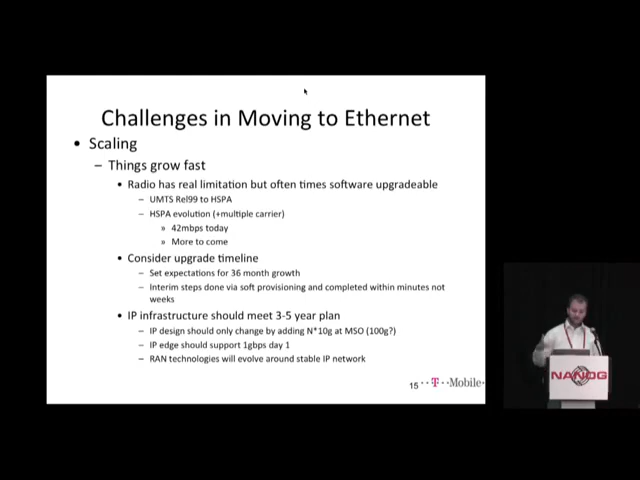 Challenges in Moving to Ethernet
• Scaling
– Things grow fast
• Radio has real limitation but often times software upgradeable
– UMTS Rel99 to HSPA
– HSPA evolution (+multiple carrier)
» 42mbps today
» More to come
• Consider upgrade timeline
– Set expectations for 36 month growth
– Interim steps done via soft provisioning and completed within minutes not
weeks
• IP infrastructure should meet 3-5 year plan
– IP design should only change by adding N*10g at MSO (100g?)
– IP edge should support 1gbps day 1
– RAN technologies will evolve around stable IP network
15 T Mobile
NANOG